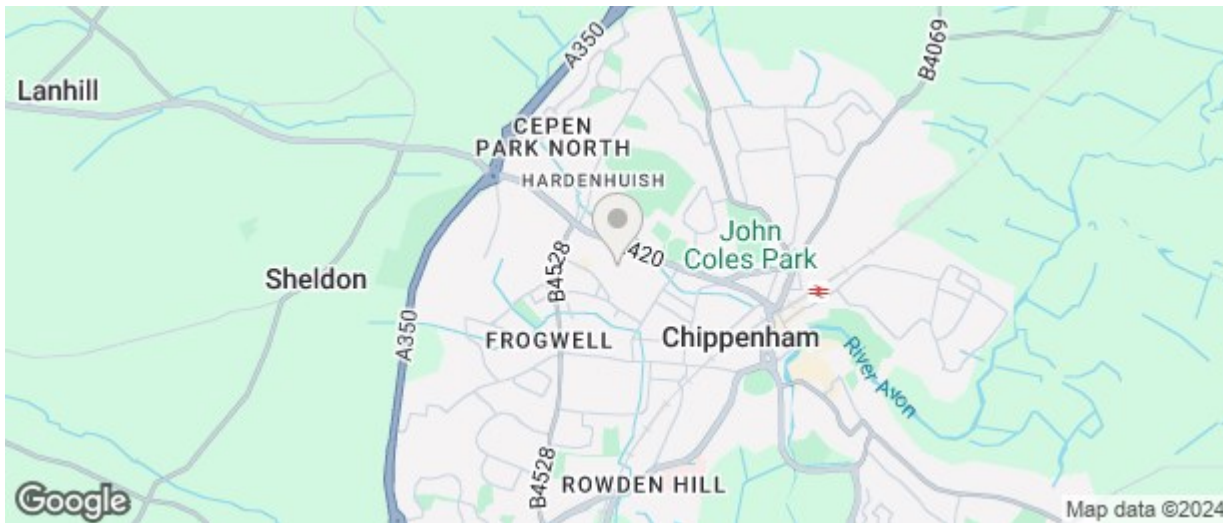 A350
B4069
Lanhill
CEPEN
PARK NORTH
HARDENHUISH
John
Coles Park
420
B4528
Sheldon
A350
FROGWELL
Chippenham
River Avon
B4528
ROWDEN HILL
Google
Map data ©2024